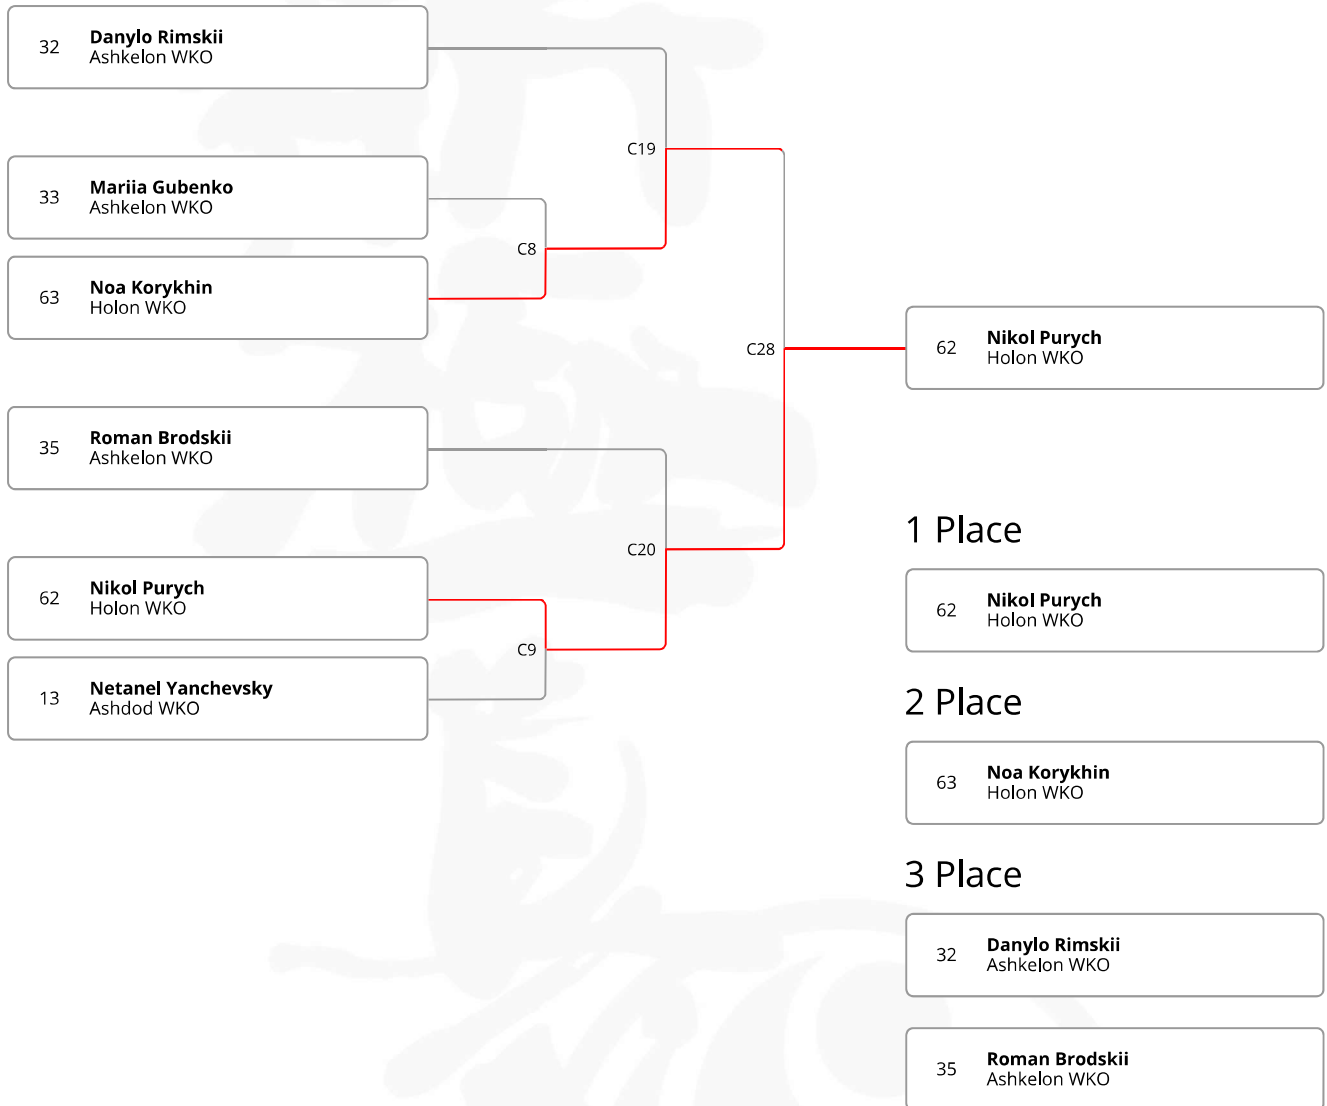 32
Danylo Rimskii
Ashkelon WKO
C19
33
Mariia Gubenko
Ashkelon WKO
C8
63
Noa Korykhin
Holon WKO
C28
62
Nikol Purych
Holon WKO
35
Roman Brodskii
Ashkelon WKO
C20
62
Nikol Purych
Holon WKO
C9
13
Netanel Yanchevsky
Ashdod WKO
1 Place
62
Nikol Purych
Holon WKO
2 Place
63
Noa Korykhin
Holon WKO
3 Place
32
Danylo Rimskii
Ashkelon WKO
35
Roman Brodskii
Ashkelon WKO